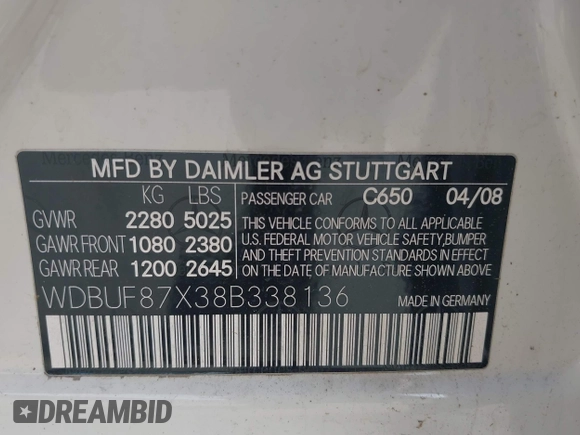 MFD BY DAIMLER AG STUTTGART
KG LBS PASSENGER CAR C650 04/08
GVWR 2280 5025 THIS VEHICLE CONFORMS TO ALL APPLICABLE
GAWR FRONT 1080 2380 U.S. FEDERAL MOTOR VEHICLE SAFETY, BUMPER
GAWR REAR 1200 2645 AND THEFT PREVENTION STANDARDS IN
EFFECT ON THE DATE OF MANUFACTURE
WDBUF87X38B338136 MADE IN GERMANY
DREAMBID